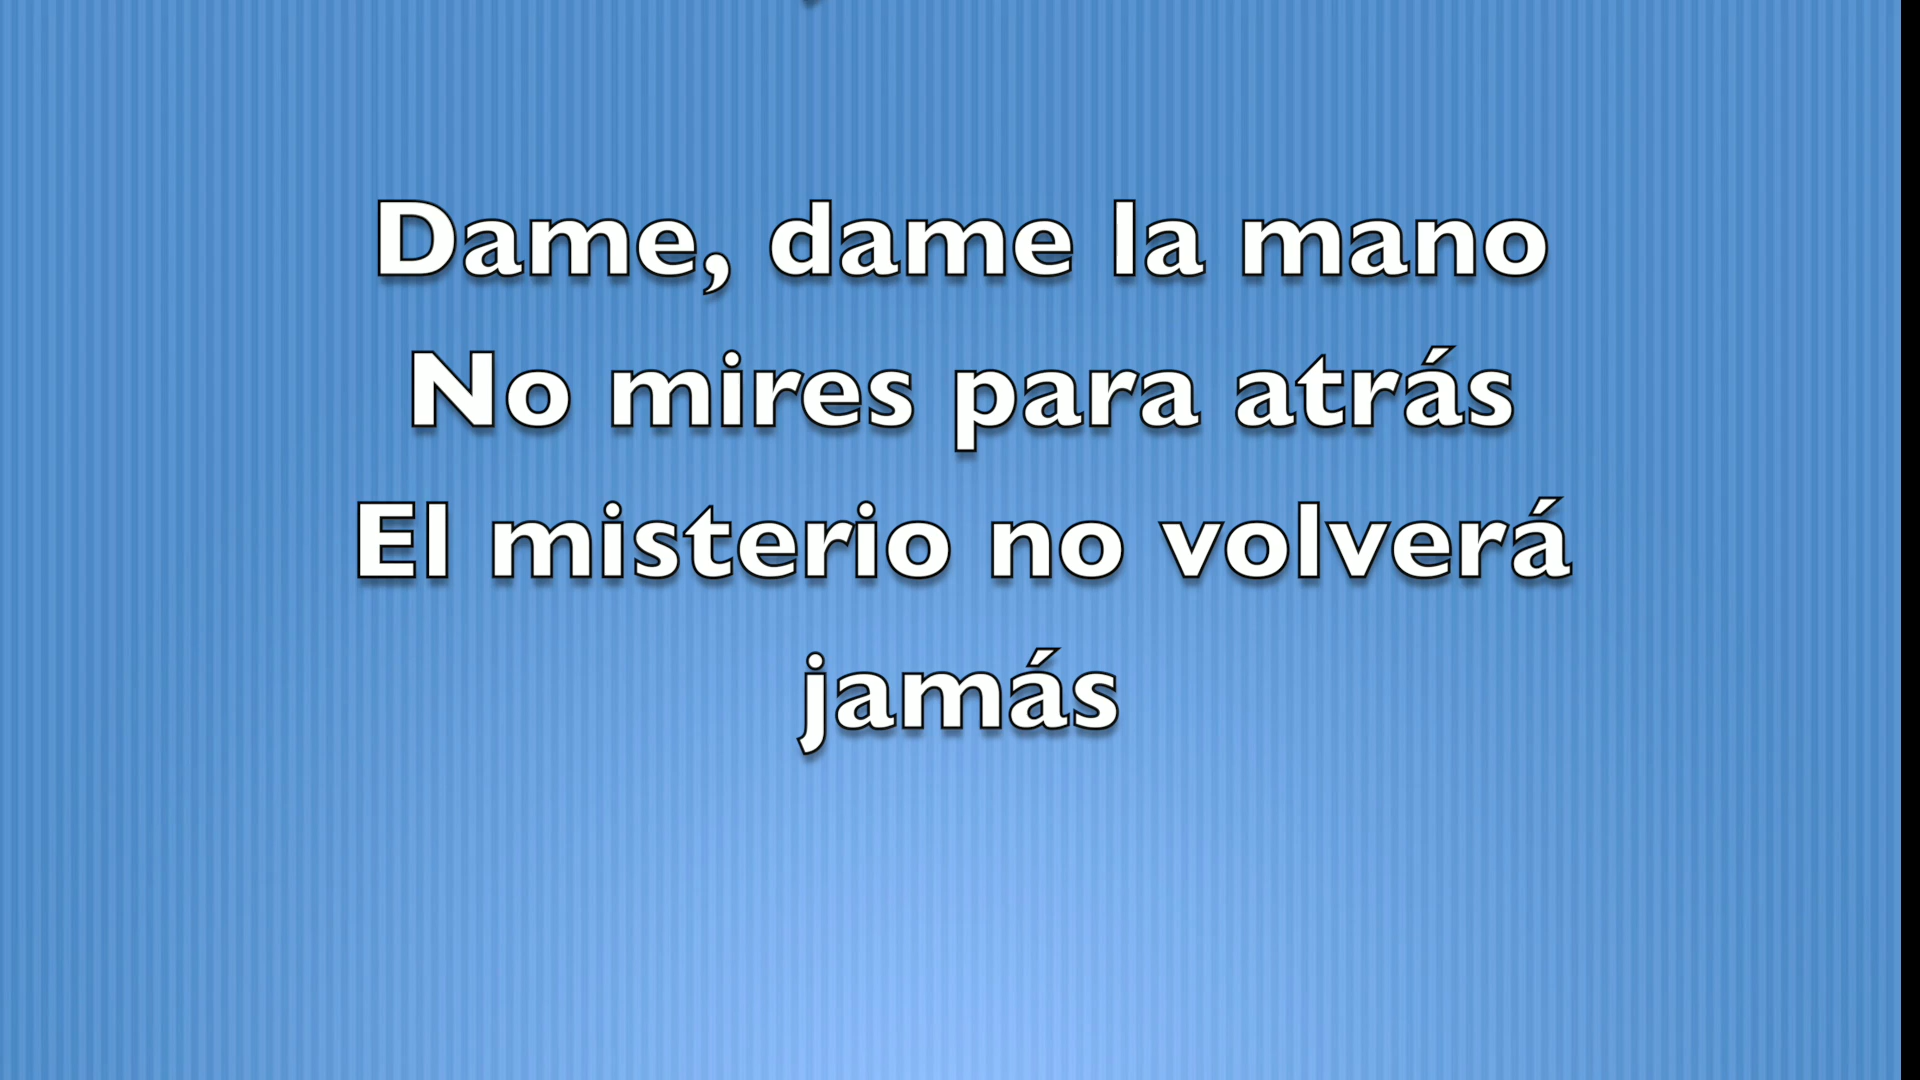 Dame, dame la mano
No mires para atrás
El misterio no volverá
jamás